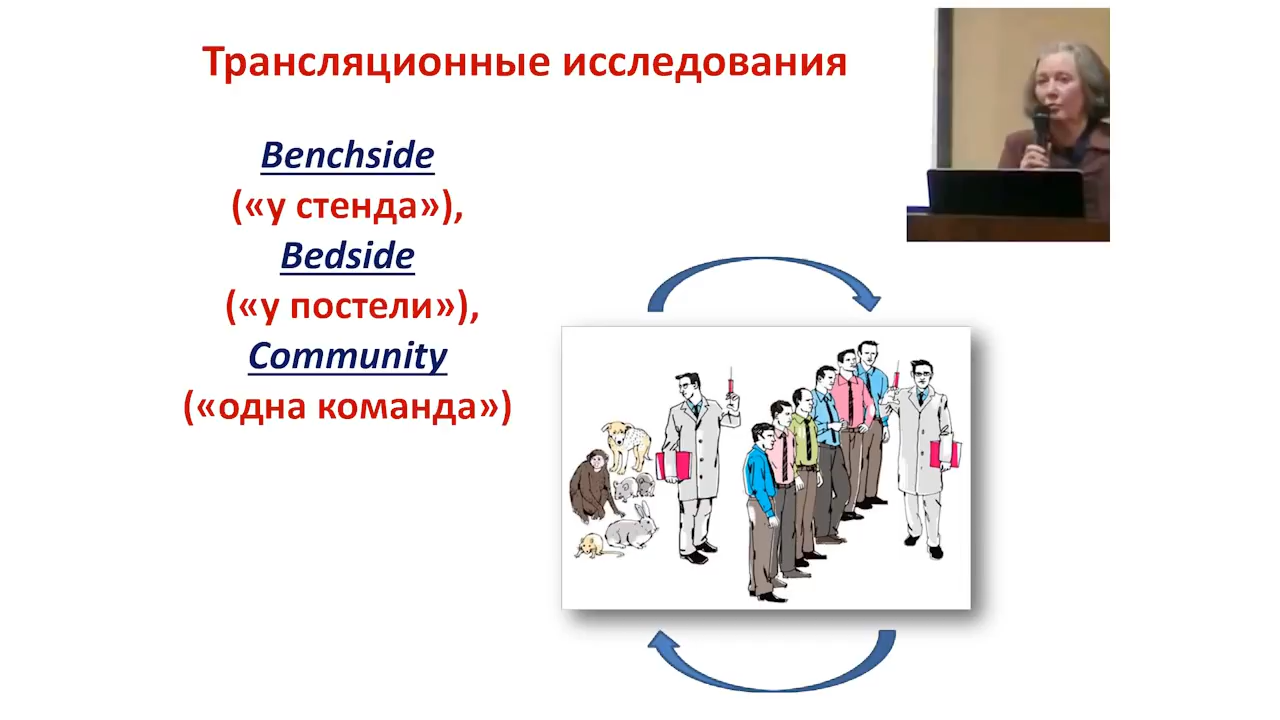 Трансляционные исследования
Benchside
(«у стенда»),
Bedside
(«у постели»),
Community
(«одна команда»)